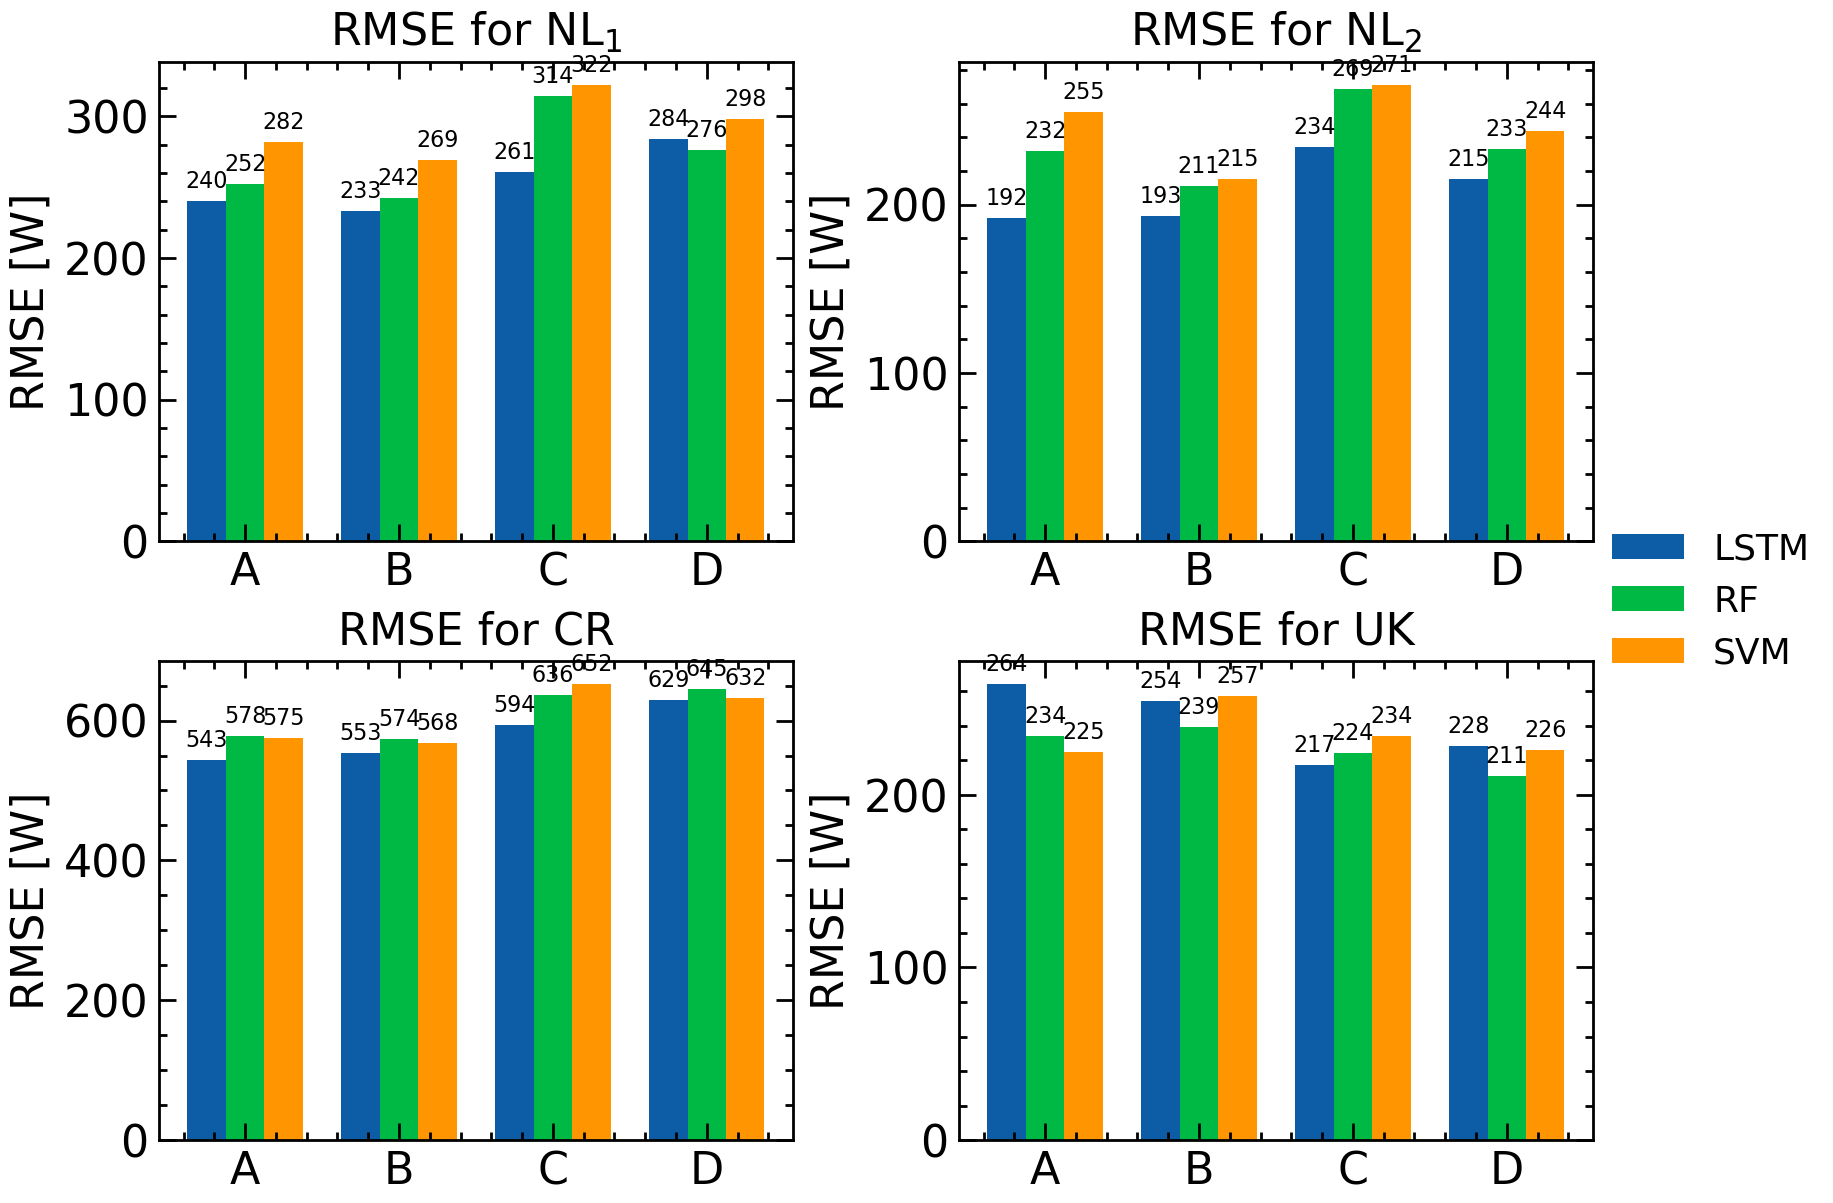 RMSE for NL₁
RMSE [W]
300
200
100
0
240 252 282
233 242 269
261 314 322
284 276 298
A B C D
RMSE for NL₂
RMSE [W]
200
100
0
192 232 255
193 211 215
234 269 271
215 233 244
A B C D
LSTM
RF
SVM
RMSE for CR
RMSE [W]
600
400
200
0
543 578 575
553 574 568
594 636 652
629 645 632
A B C D
RMSE for UK
RMSE [W]
200
100
0
264 234 225
254 239 257
217 224 234
228 211 226
A B C D